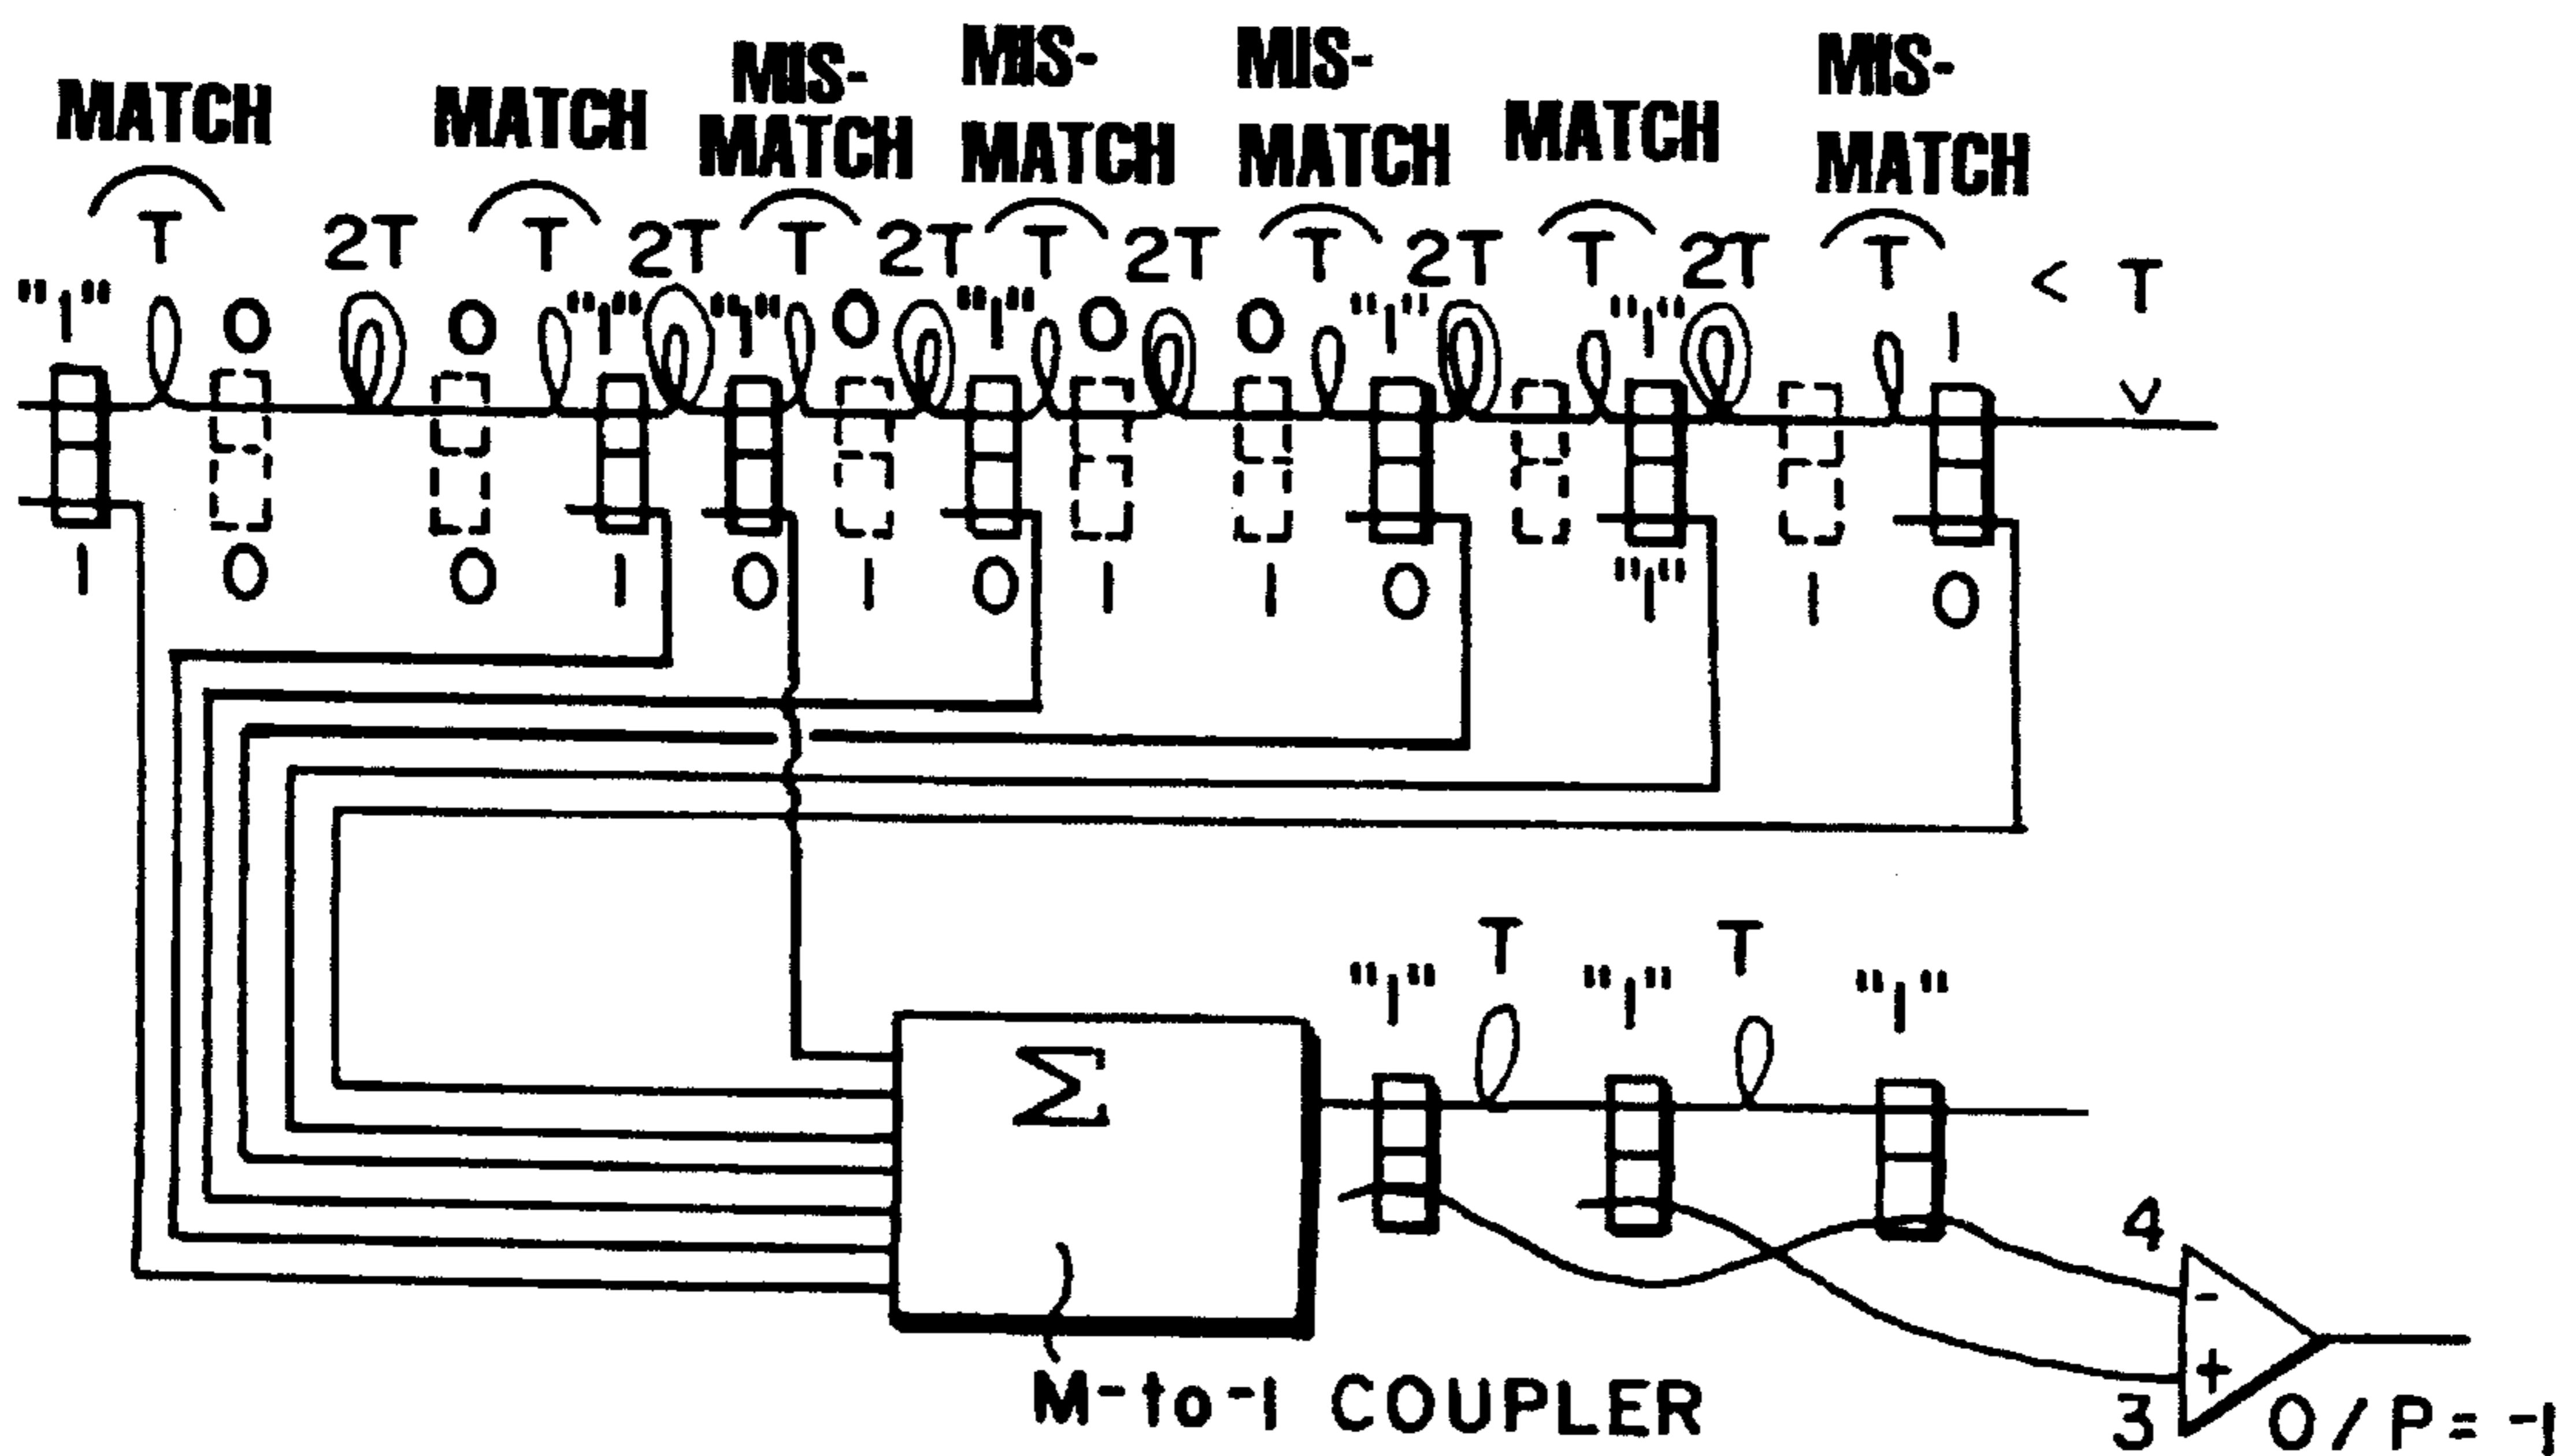 MATCH MATCH MIS-MATCH MIS-MATCH MIS-MATCH MATCH MIS-MATCH
T 2T T 2T T 2T T 2T T 2T T 2T T < T
"1" 0 0 "1" "1" 0 "1" 0 0 "1" "1" 1
V
1 0 0 1 0 1 0 1 1 0 "1" 1 0
T T
"1" "1" "1"
Σ
4
-
+
M-to-1 COUPLER
3 O/P= -1